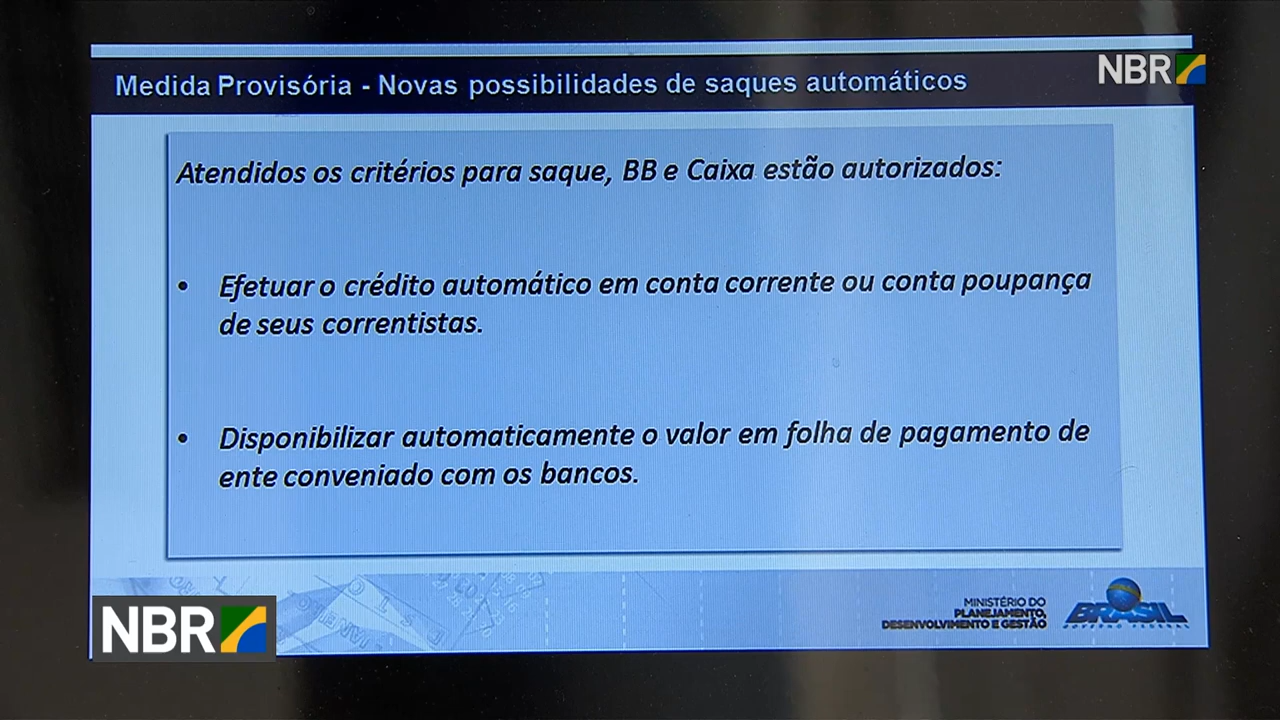 Medida Provisória - Novas possibilidades de saques automáticos
NBR
Atendidos os critérios para saque, BB e Caixa estão autorizados:
• Efetuar o crédito automático em conta corrente ou conta poupança
de seus correntistas.
• Disponibilizar automaticamente o valor em folha de pagamento de
ente conveniado com os bancos.
NBR
MINISTÉRIO DO
PLANEJAMENTO,
DESENVOLVIMENTO E GESTÃO
BRASIL
GOVERNO FEDERAL